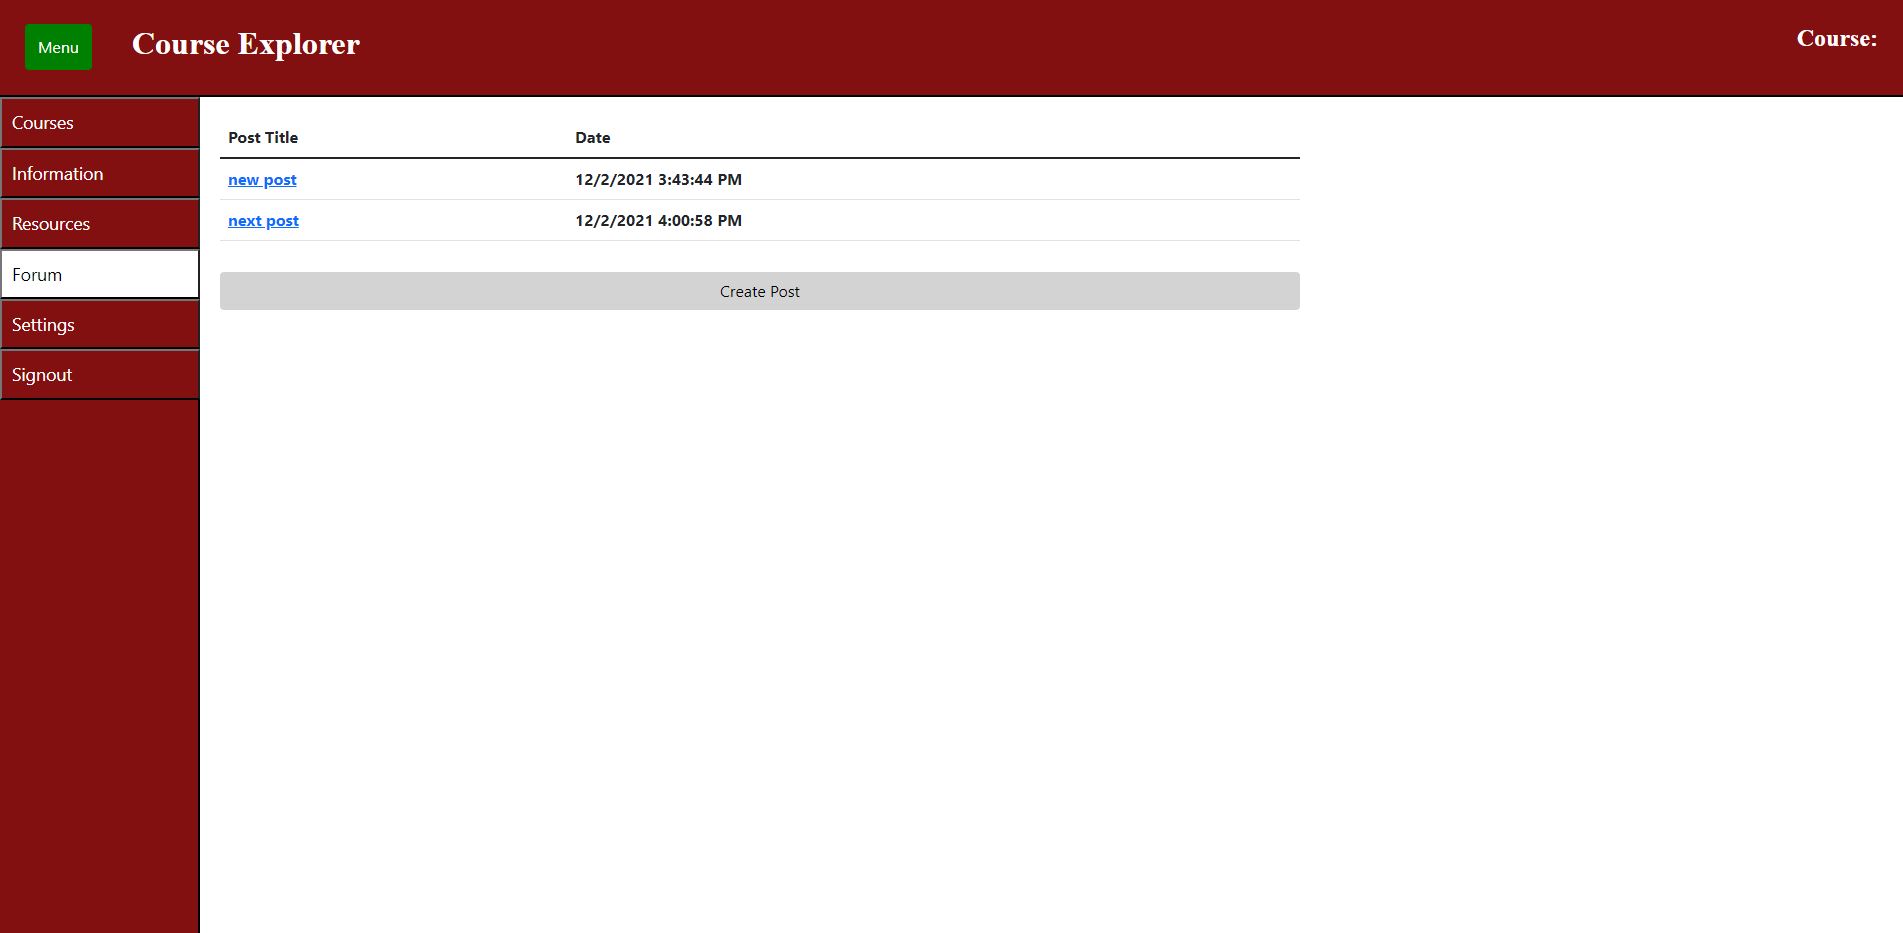 Menu
Course Explorer
Course:
Courses
Information
Resources
Forum
Settings
Signout
Post Title Date
new post 12/2/2021 3:43:44 PM
next post 12/2/2021 4:00:58 PM
Create Post